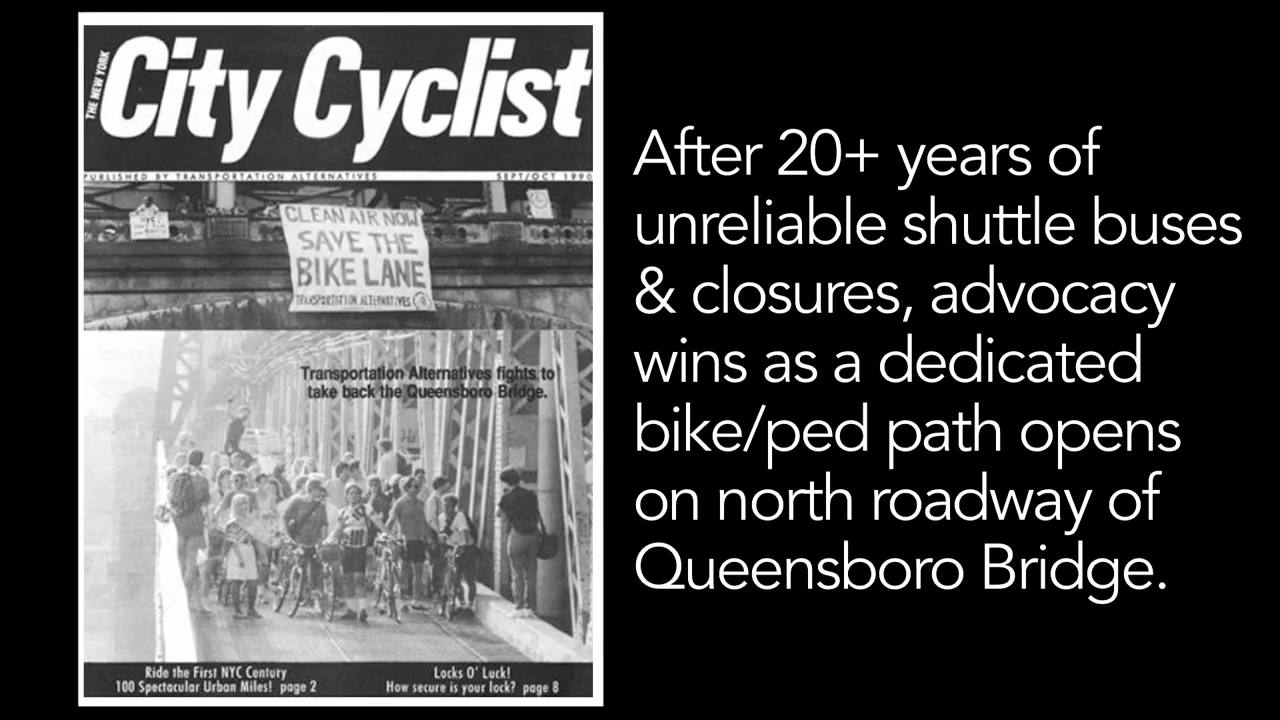 THE NEW YORK
City Cyclist
PUBLISHED BY TRANSPORTATION ALTERNATIVES SEPT/OCT 1990
CLEAN AIR NOW
SAVE THE
BIKE LANE
TRANSPORTATION ALTERNATIVES
Transportation Alternatives fights to
take back the Queensboro Bridge.
Ride the First NYC Century
100 Spectacular Urban Miles! page 2
Locks O' Luck!
How secure is your lock? page 8
After 20+ years of
unreliable shuttle buses
& closures, advocacy
wins as a dedicated
bike/ped path opens
on north roadway of
Queensboro Bridge.